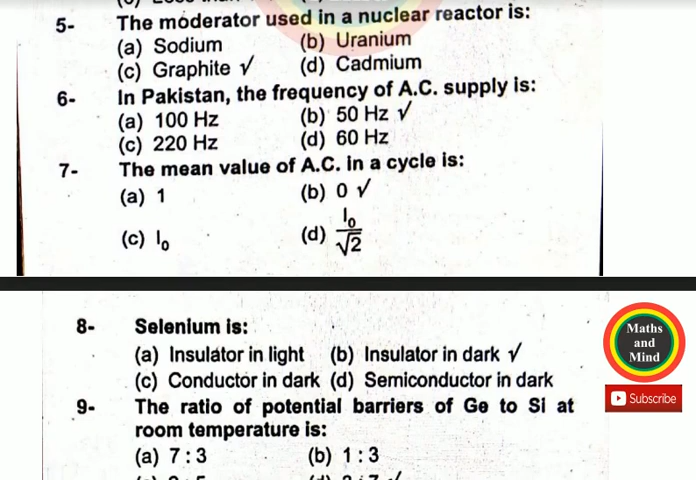 5- The moderator used in a nuclear reactor is:
(a) Sodium (b) Uranium
(c) Graphite ✓ (d) Cadmium
6- In Pakistan, the frequency of A.C. supply is:
(a) 100 Hz (b) 50 Hz ✓
(c) 220 Hz (d) 60 Hz
7- The mean value of A.C. in a cycle is:
(a) 1 (b) 0 ✓
(c) I₀ (d) I₀/√2
8- Selenium is:
(a) Insulator in light (b) Insulator in dark ✓
(c) Conductor in dark (d) Semiconductor in dark
9- The ratio of potential barriers of Ge to Si at
room temperature is:
(a) 7 : 3 (b) 1 : 3
Maths
and
Mind
Subscribe